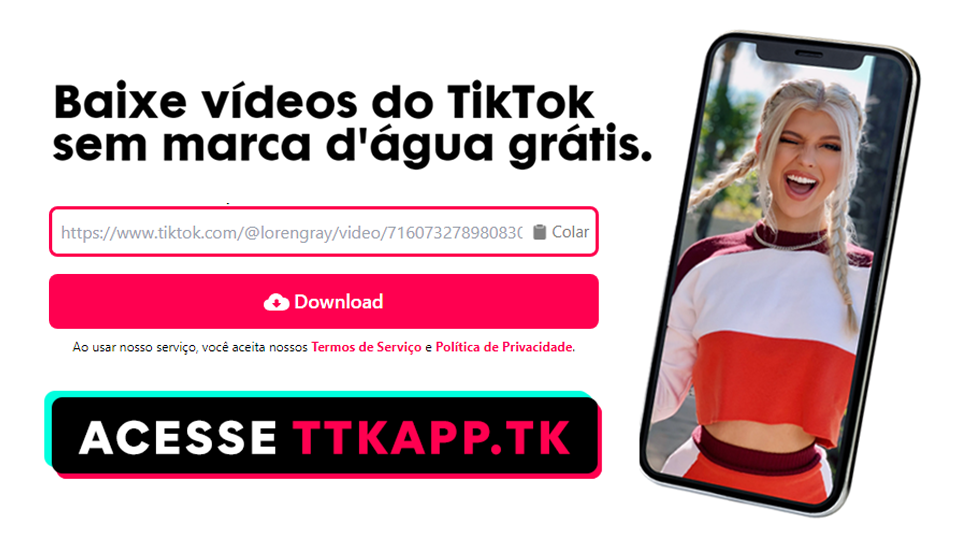 Baixe vídeos do TikTok
sem marca d'água grátis.
https://www.tiktok.com/@lorengray/video/71607327898083
Colar
Download
Ao usar nosso serviço, você aceita nossos Termos de Serviço e Política de Privacidade.
ACESSE TTKAPP.TK